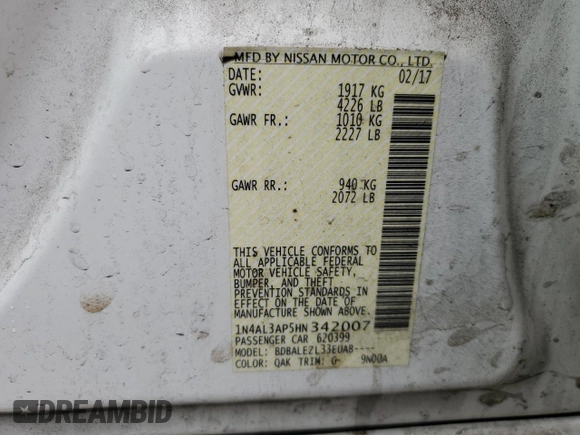 MFD BY NISSAN MOTOR CO., LTD.
DATE: 02/17
GVWR: 1917 KG
4226 LB
GAWR FR.: 1010 KG
2227 LB
GAWR RR.: 940 KG
2072 LB
THIS VEHICLE CONFORMS TO
ALL APPLICABLE FEDERAL
MOTOR VEHICLE SAFETY,
BUMPER, AND THEFT
PREVENTION STANDARDS
IN EFFECT ON THE DATE OF
MANUFACTURE SHOWN ABOVE.
1N4AL3AP5HN342007
PASSENGER CAR 620399
MODEL: BDBALEZL33EUAB----
COLOR: QAK TRIM: G- 9N00A
DREAMBID